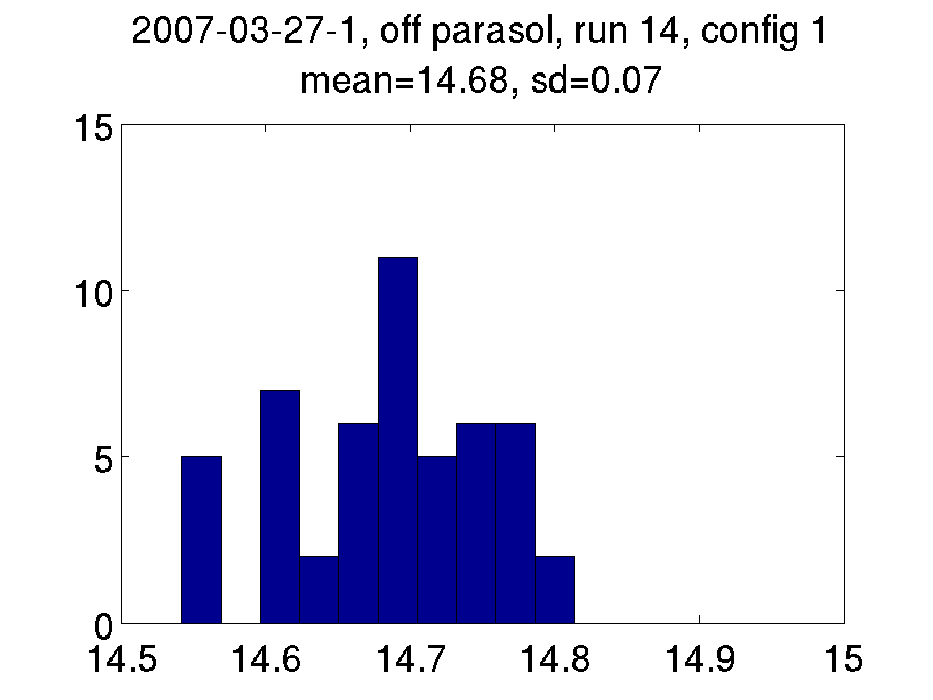 2007-03-27-1, off parasol, run 14, config 1
mean=14.68, sd=0.07
15
10
5
0
14.5 14.6 14.7 14.8 14.9 15